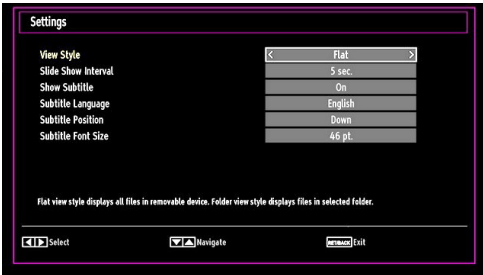 Settings
View Style < Flat >
Slide Show Interval 5 sec.
Show Subtitle On
Subtitle Language English
Subtitle Position Down
Subtitle Font Size 46 pt.
Flat view style displays all files in removable device. Folder view style displays files in selected folder.
Select Navigate RET/BACK Exit